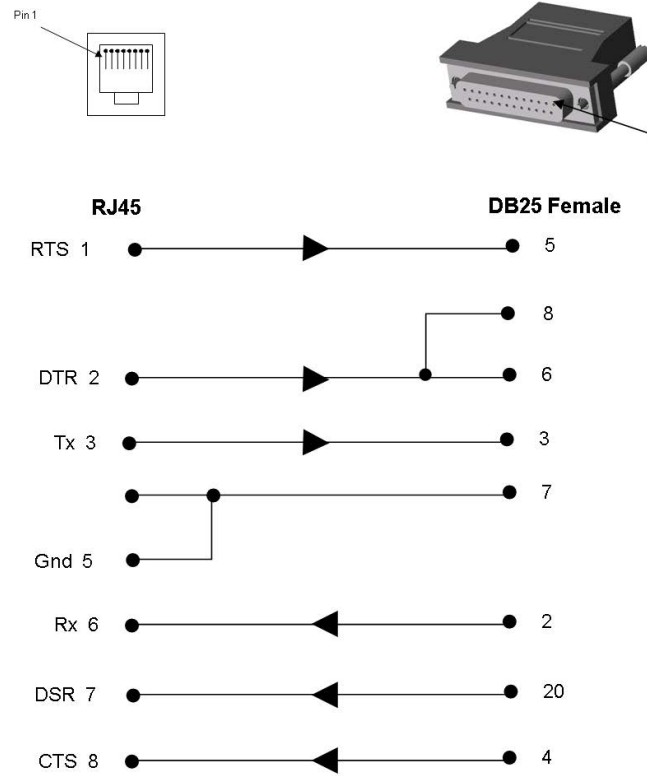 Pin 1
RJ45 DB25 Female
RTS 1 5
8
DTR 2 6
Tx 3 3
7
Gnd 5
Rx 6 2
DSR 7 20
CTS 8 4